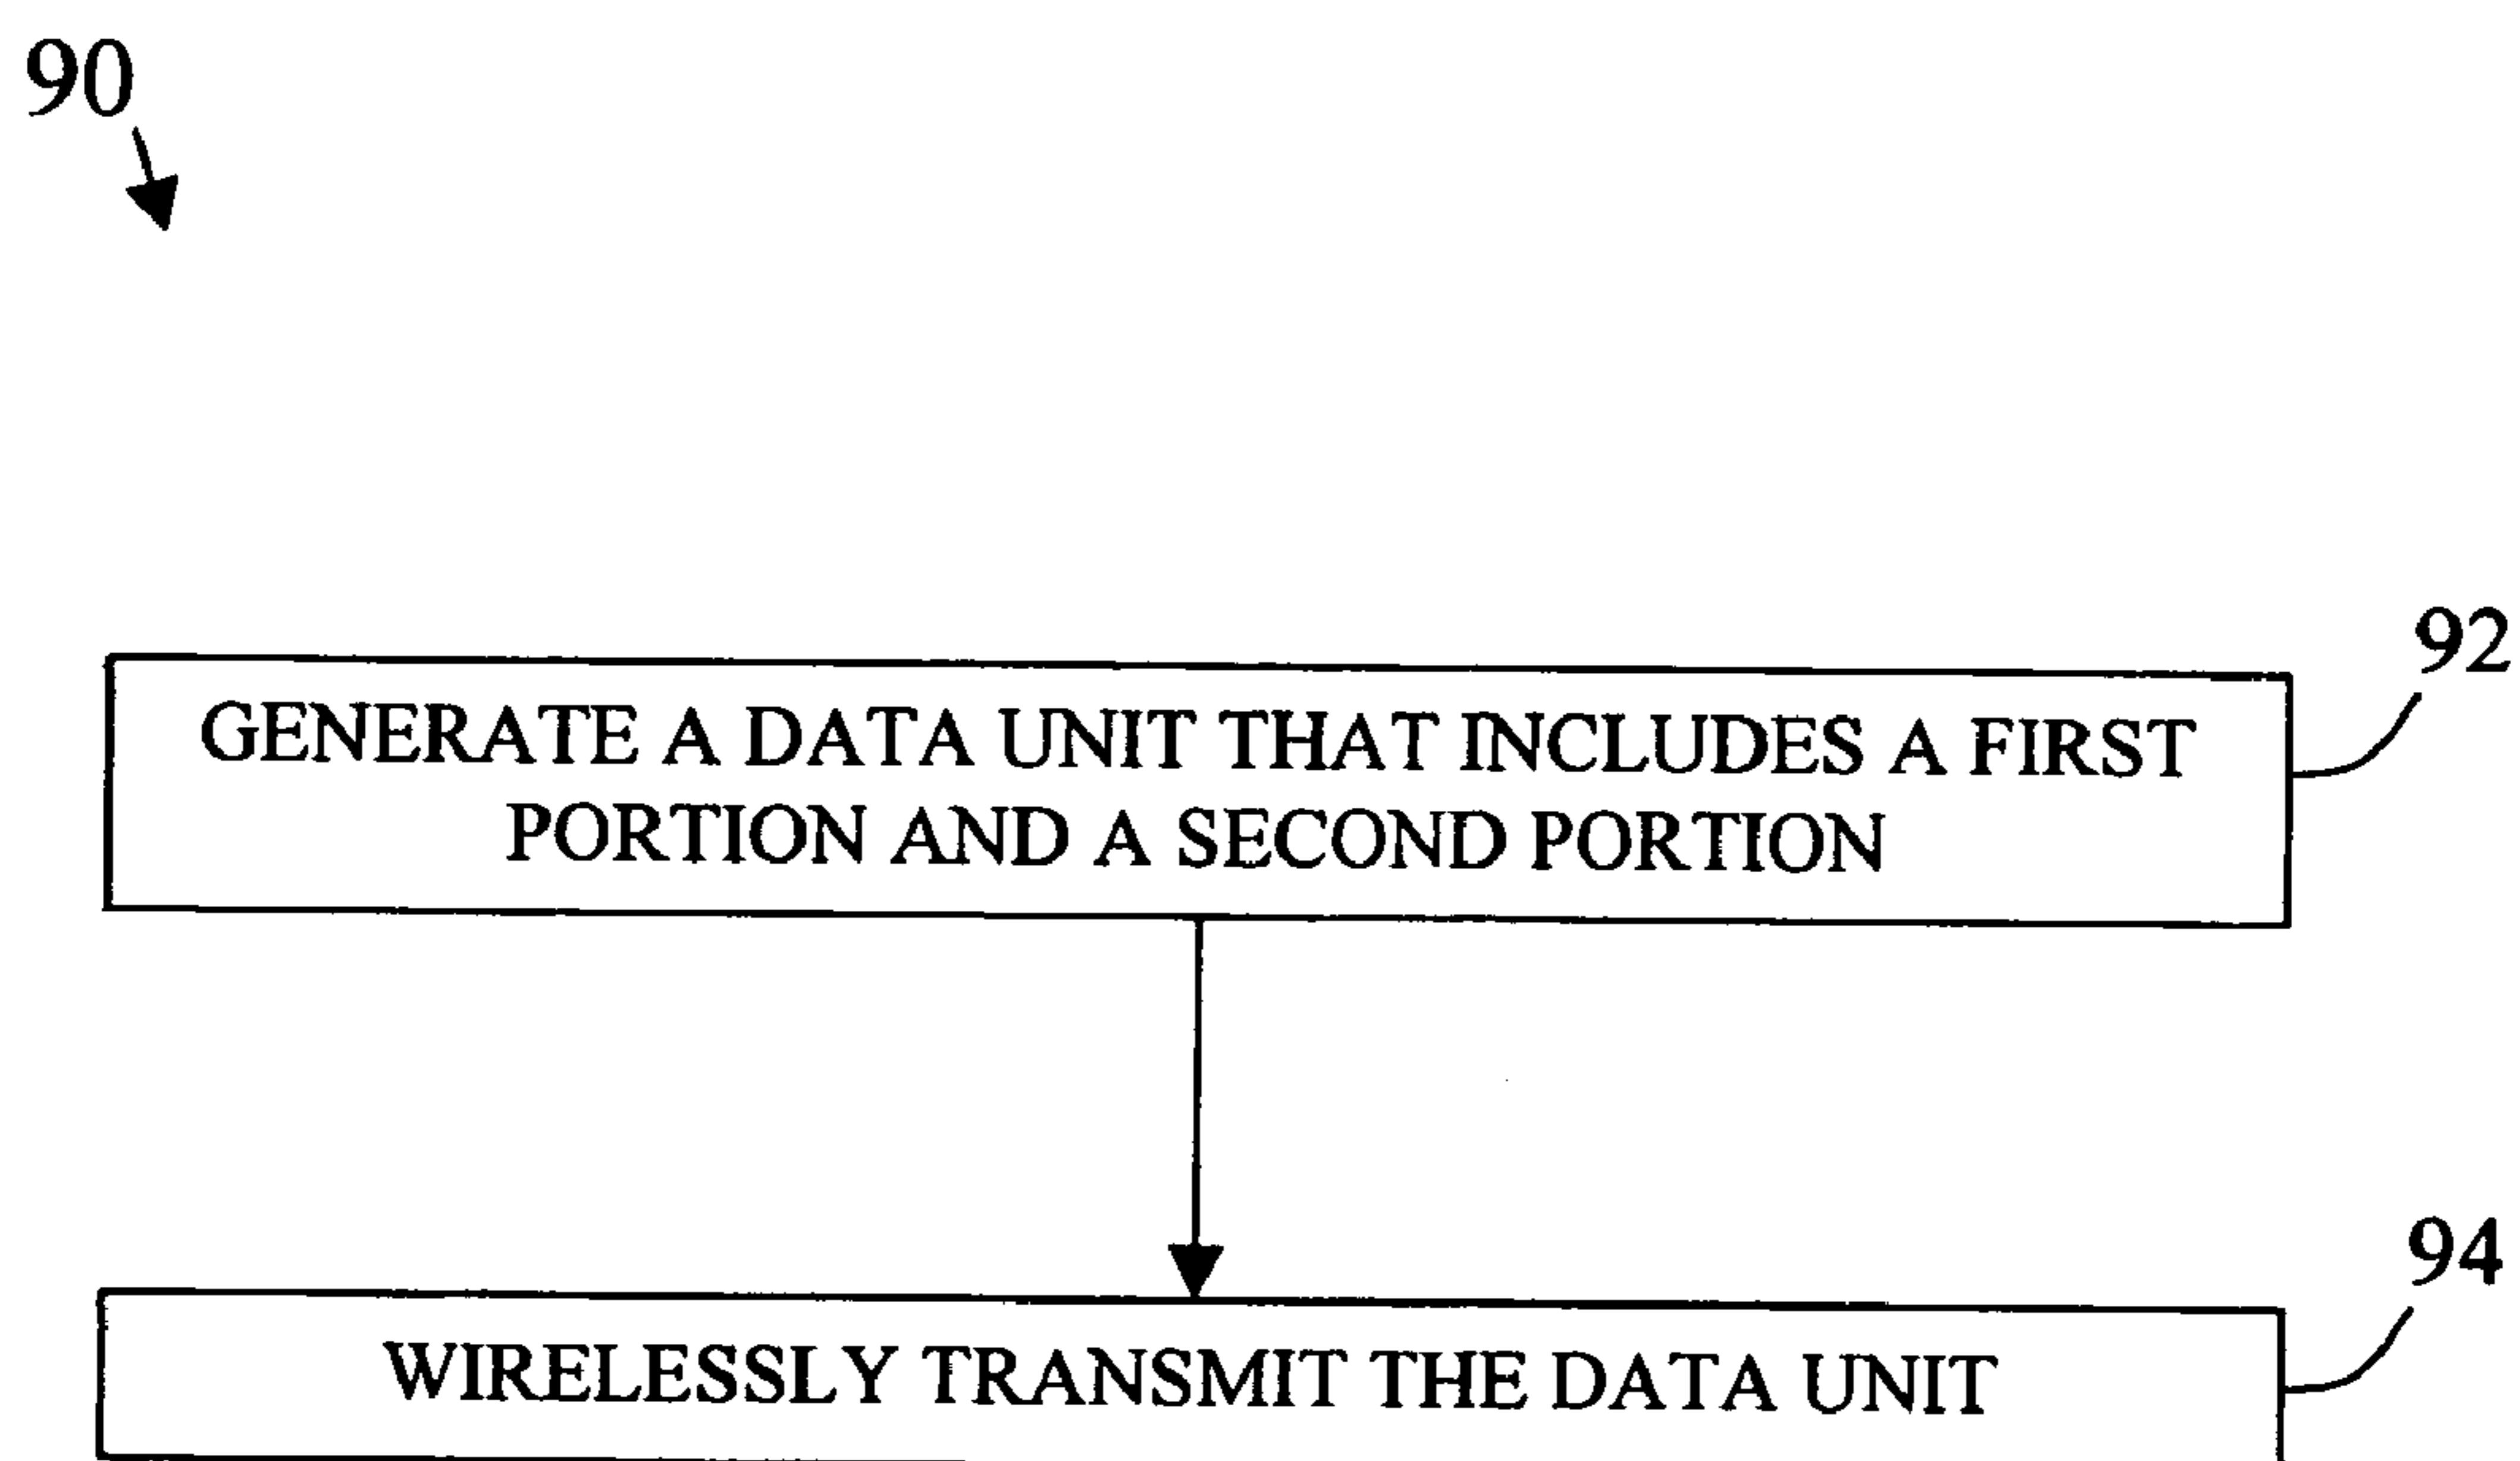 90
92
GENERATE A DATA UNIT THAT INCLUDES A FIRST
PORTION AND A SECOND PORTION
94
WIRELESSLY TRANSMIT THE DATA UNIT